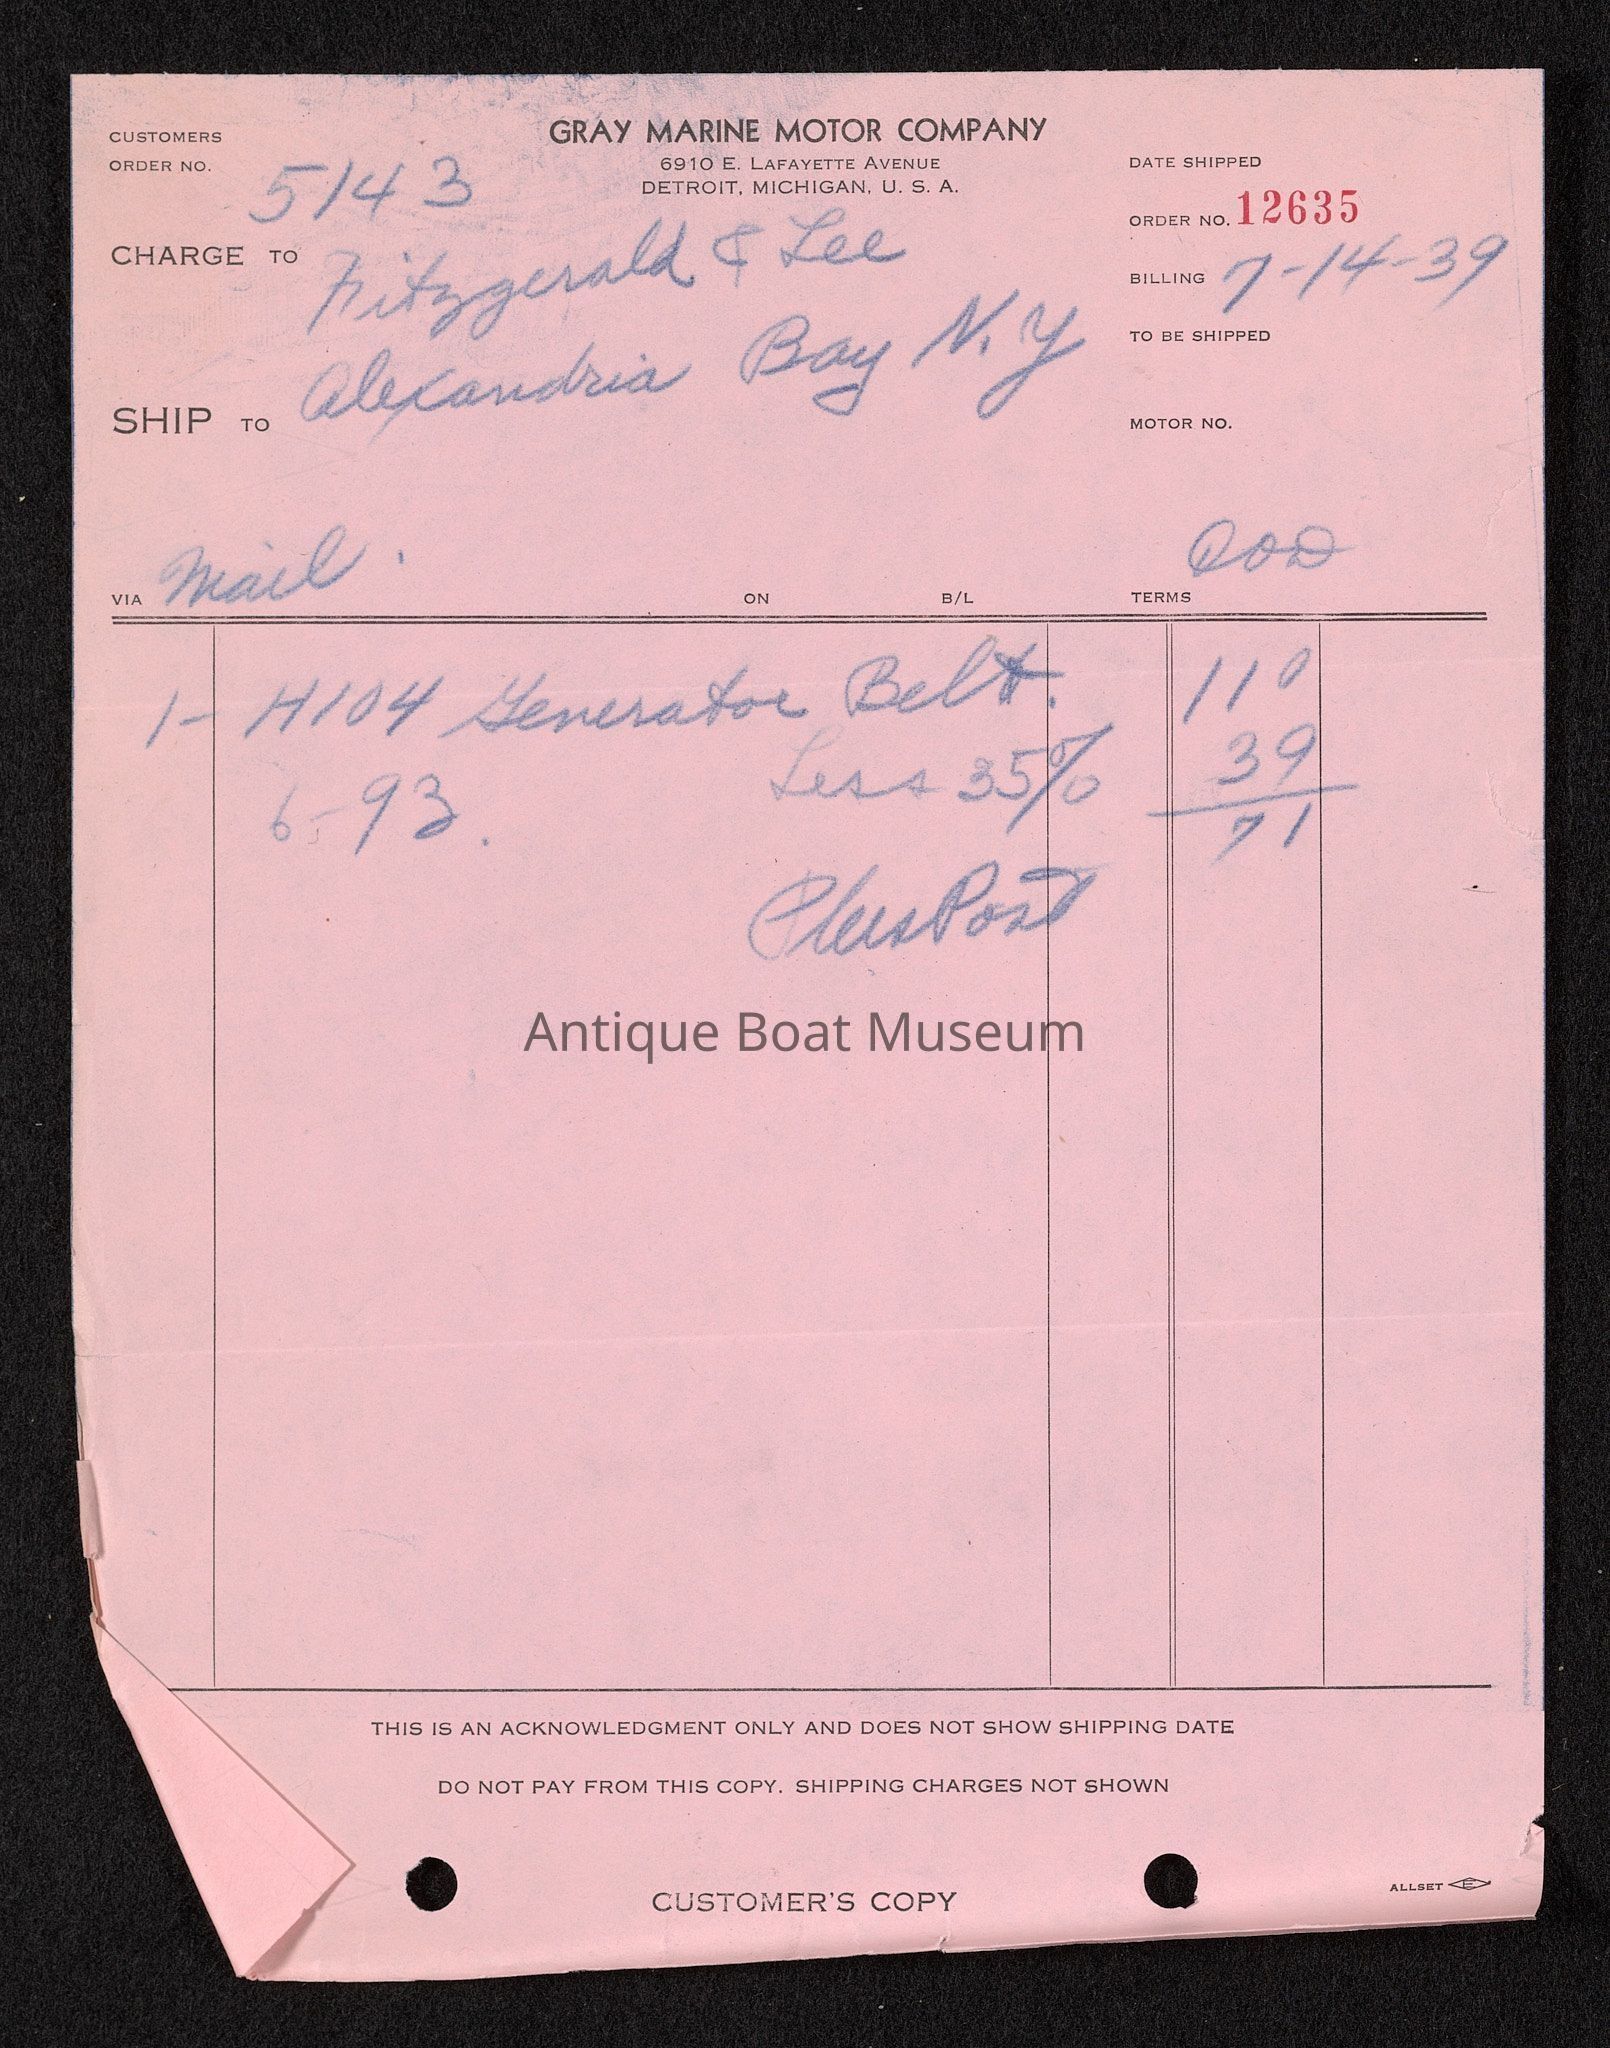 CUSTOMERS
ORDER NO. 5143
GRAY MARINE MOTOR COMPANY
6910 E. LAFAYETTE AVENUE
DETROIT, MICHIGAN, U. S. A.
DATE SHIPPED
ORDER NO. 12635
BILLING 7-14-39
TO BE SHIPPED
MOTOR NO.
CHARGE TO Fitzgerald & Lee
Alexandria Bay N.Y
SHIP TO
VIA Mail.
ON
B/L
TERMS COD
1- H104 Generator Belt. 110
6-93. Less 35% 39
71
Plus Post
Antique Boat Museum
THIS IS AN ACKNOWLEDGMENT ONLY AND DOES NOT SHOW SHIPPING DATE
DO NOT PAY FROM THIS COPY. SHIPPING CHARGES NOT SHOWN
CUSTOMER'S COPY
ALLSET E